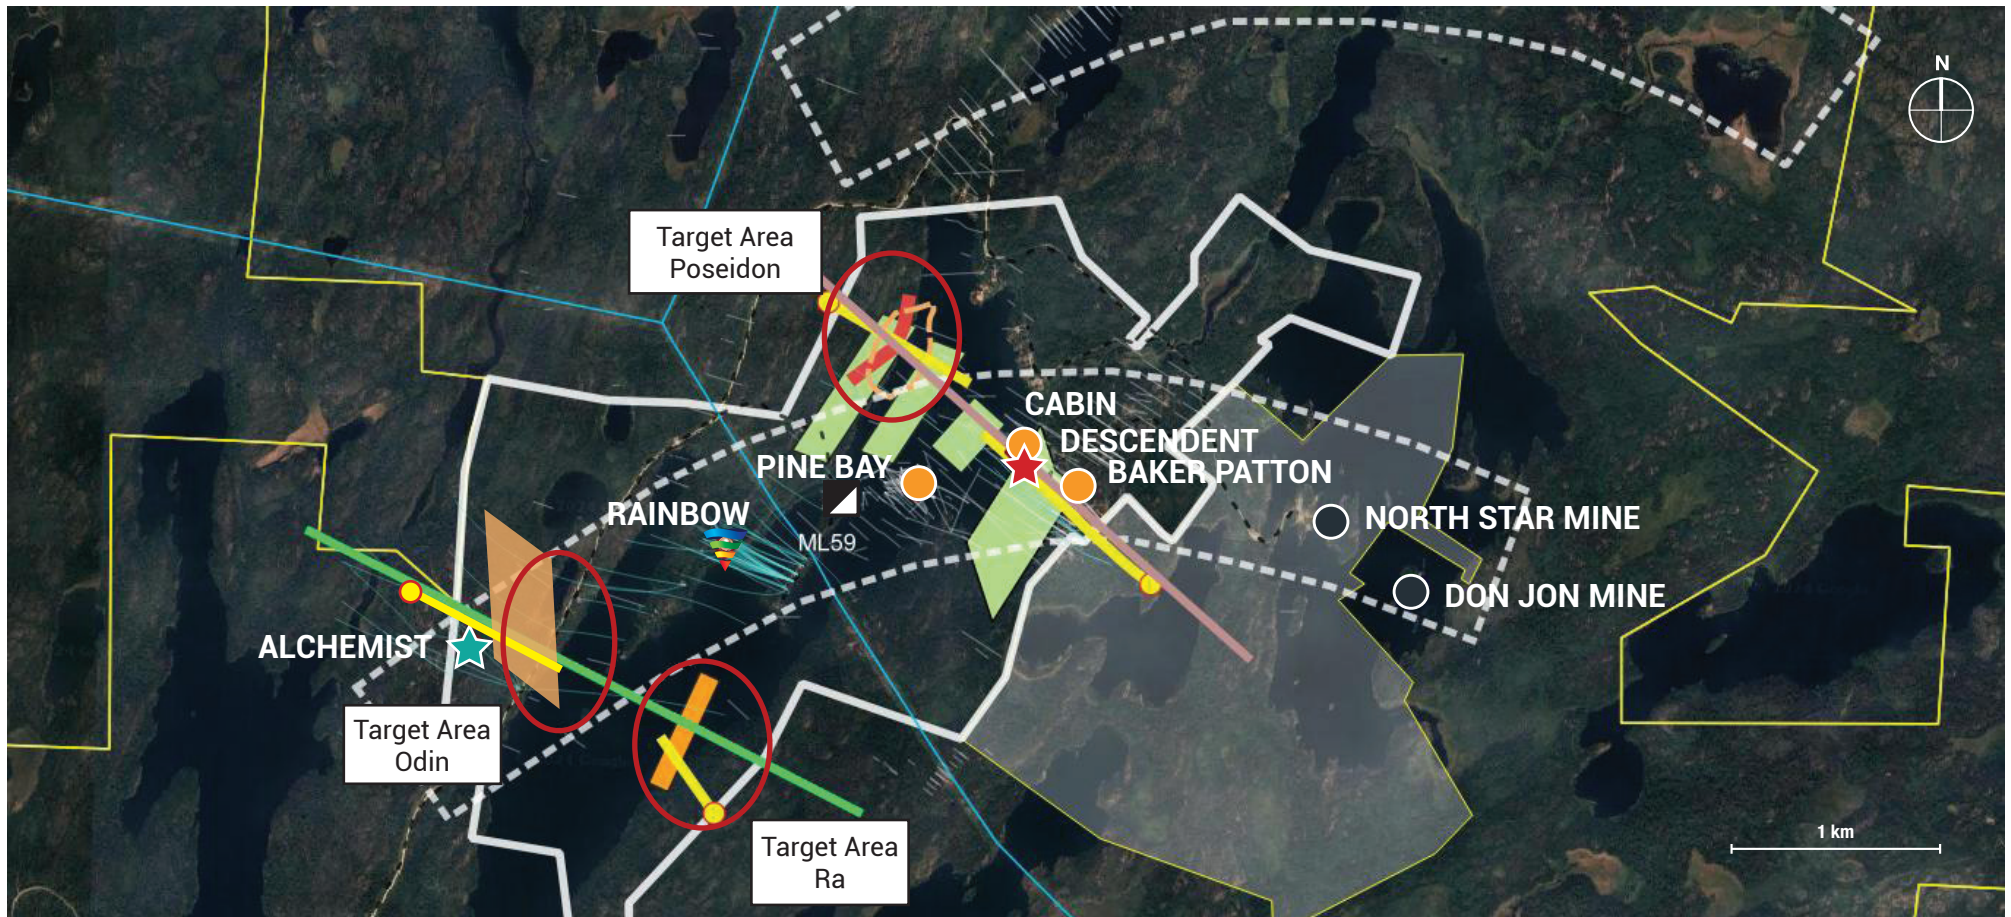 N
Target Area
Poseidon
CABIN
DESCENDENT
PINE BAY
BAKER PATTON
RAINBOW
NORTH STAR MINE
ML59
DON JON MINE
ALCHEMIST
Target Area
Odin
1 km
Target Area
Ra